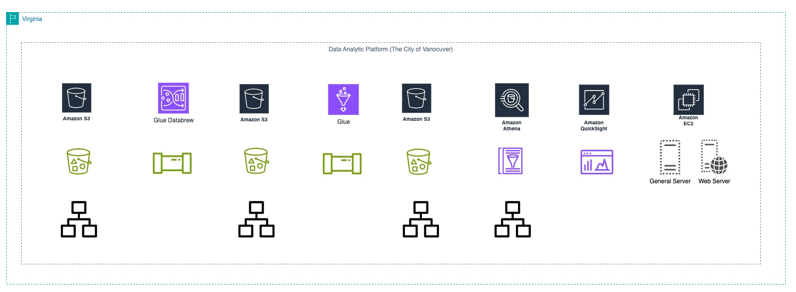 Virginia
Data Analytic Platform (The City of Vanocuver)
Amazon S3
Glue Databrew
Amazon S3
Glue
Amazon S3
Amazon
Athena
Amazon
QuickSight
Amazon
EC2
General Server
Web Server